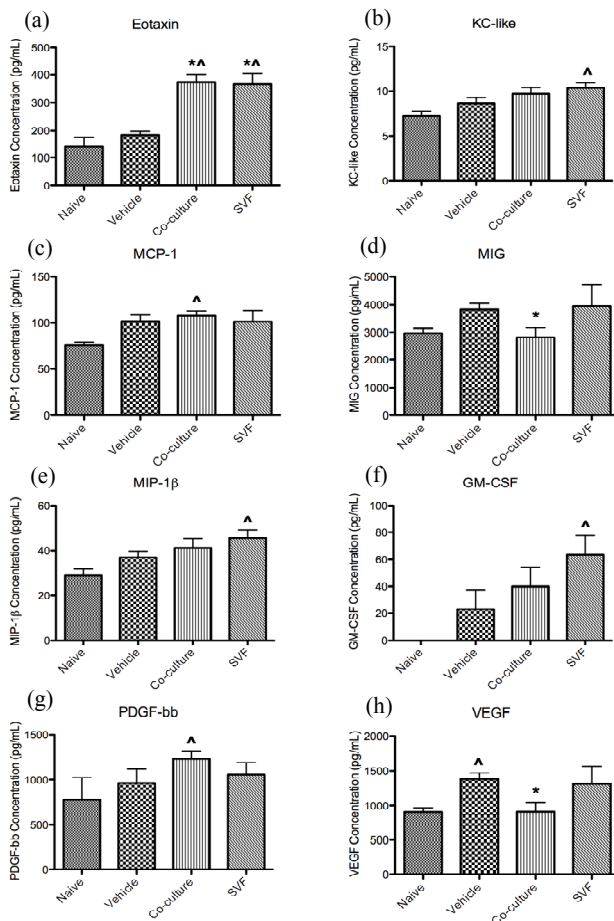 (a)
Eotaxin
Eotaxin Concentration (pg/mL)
500
400
300
200
100
0
*^
*^
Naive
Vehicle
Co-culture
SVF
(b)
KC-like
KC-like Concentration (pg/mL)
15
10
5
0
^
Naive
Vehicle
Co-culture
SVF
(c)
MCP-1
MCP-1 Concentration (pg/mL)
150
100
50
0
^
Naive
Vehicle
Co-culture
SVF
(d)
MIG
MIG Concentration (pg/mL)
5000
4000
3000
2000
1000
0
*
Naive
Vehicle
Co-culture
SVF
(e)
MIP-1β
MIP-1β Concentration (pg/mL)
60
40
20
0
^
Naive
Vehicle
Co-culture
SVF
(f)
GM-CSF
GM-CSF Concentration (pg/mL)
100
80
60
40
20
0
^
Naive
Vehicle
Co-culture
SVF
(g)
PDGF-bb
PDGF-bb Concentration (pg/mL)
1500
1000
500
0
^
Naive
Vehicle
Co-culture
SVF
(h)
VEGF
VEGF Concentration (pg/mL)
2000
1500
1000
500
0
^
*
Naive
Vehicle
Co-culture
SVF